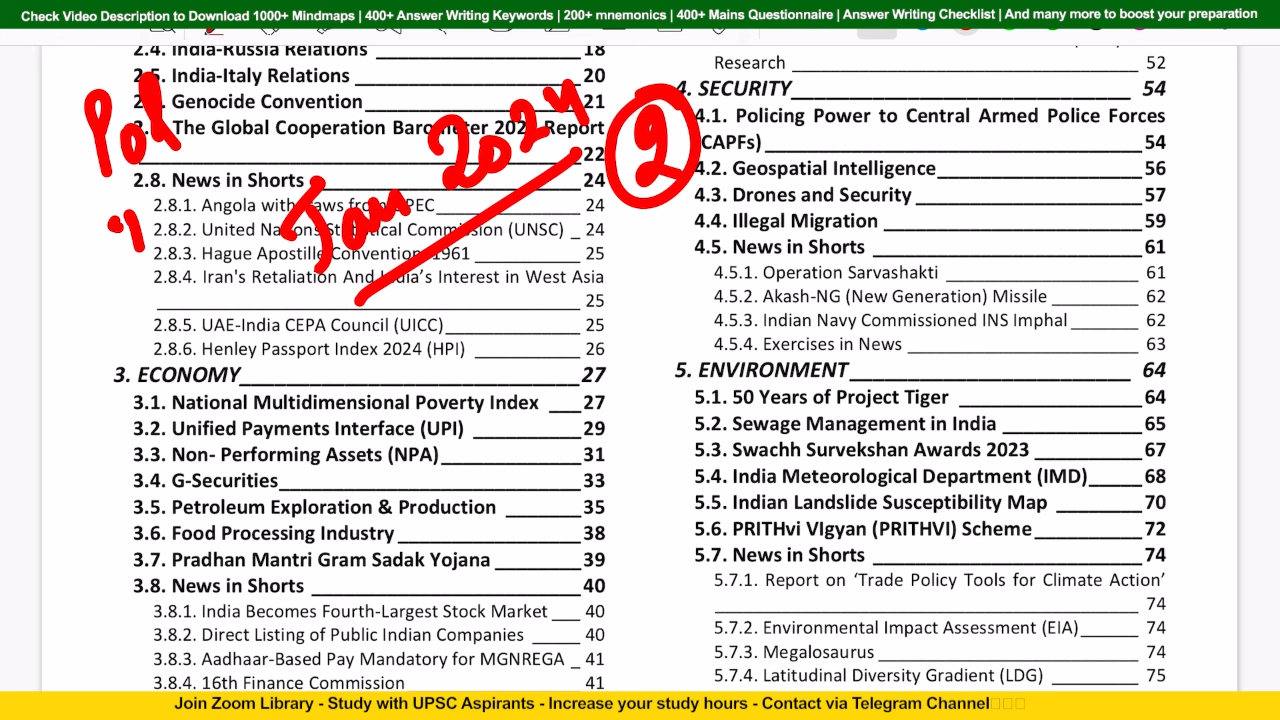 Check Video Description to Download 1000+ Mindmaps | 400+ Answer Writing Keywords | 200+ mnemonics | 400+ Mains Questionnaire | Answer Writing Checklist | And many more to boost your preparation
2.4. India-Russia Relations 18
2.5. India-Italy Relations 20
Genocide Convention 21
The Global Cooperation Barometer 202 Report
22
2.8. News in Shorts 24
2.8.1. Angola from OPEC 24
2.8.2. United Nations Statistical Commission (UNSC) _ 24
2.8.3. Hague Apostille Convention 1961 25
2.8.4. Iran's Retaliation And India’s Interest in West Asia
25
2.8.5. UAE-India CEPA Council (UICC) 25
2.8.6. Henley Passport Index 2024 (HPI) 26
3. ECONOMY 27
3.1. National Multidimensional Poverty Index 27
3.2. Unified Payments Interface (UPI) 29
3.3. Non- Performing Assets (NPA) 31
3.4. G-Securities 33
3.5. Petroleum Exploration & Production 35
3.6. Food Processing Industry 38
3.7. Pradhan Mantri Gram Sadak Yojana 39
3.8. News in Shorts 40
3.8.1. India Becomes Fourth-Largest Stock Market 40
3.8.2. Direct Listing of Public Indian Companies 40
3.8.3. Aadhaar-Based Pay Mandatory for MGNREGA _ 41
3.8.4. 16th Finance Commission 41
Pol
Jan 2024
2
Research 52
4. SECURITY 54
4.1. Policing Power to Central Armed Police Forces
(CAPFs) 54
4.2. Geospatial Intelligence 56
4.3. Drones and Security 57
4.4. Illegal Migration 59
4.5. News in Shorts 61
4.5.1. Operation Sarvashakti 61
4.5.2. Akash-NG (New Generation) Missile 62
4.5.3. Indian Navy Commissioned INS Imphal 62
4.5.4. Exercises in News 63
5. ENVIRONMENT 64
5.1. 50 Years of Project Tiger 64
5.2. Sewage Management in India 65
5.3. Swachh Survekshan Awards 2023 67
5.4. India Meteorological Department (IMD) 68
5.5. Indian Landslide Susceptibility Map 70
5.6. PRITHvi VIgyan (PRITHVI) Scheme 72
5.7. News in Shorts 74
5.7.1. Report on ‘Trade Policy Tools for Climate Action’
74
5.7.2. Environmental Impact Assessment (EIA) 74
5.7.3. Megalosaurus 74
5.7.4. Latitudinal Diversity Gradient (LDG) 75
Join Zoom Library - Study with UPSC Aspirants - Increase your study hours - Contact via Telegram Channel